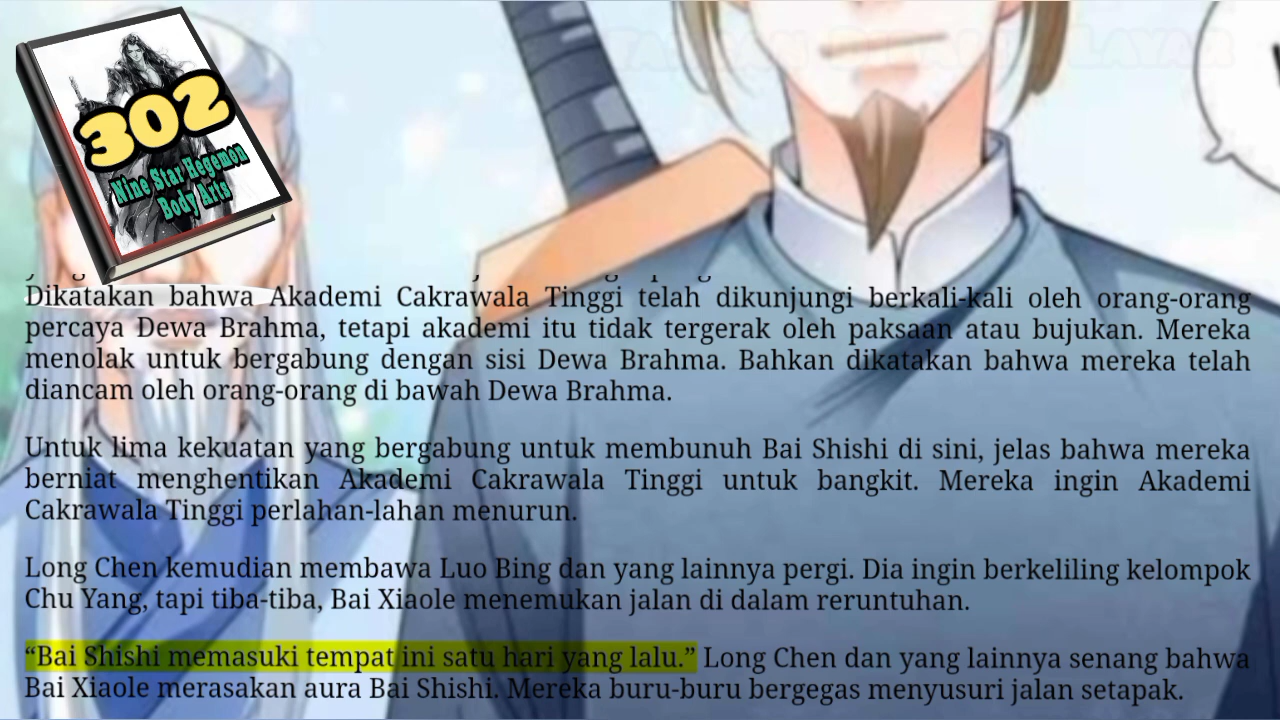 302
Nine Star Hegemon
Body Arts
Dikatakan bahwa Akademi Cakrawala Tinggi telah dikunjungi berkali-kali oleh orang-orang
percaya Dewa Brahma, tetapi akademi itu tidak tergerak oleh paksaan atau bujukan. Mereka
menolak untuk bergabung dengan sisi Dewa Brahma. Bahkan dikatakan bahwa mereka telah
diancam oleh orang-orang di bawah Dewa Brahma.
Untuk lima kekuatan yang bergabung untuk membunuh Bai Shishi di sini, jelas bahwa mereka
berniat menghentikan Akademi Cakrawala Tinggi untuk bangkit. Mereka ingin Akademi
Cakrawala Tinggi perlahan-lahan menurun.
Long Chen kemudian membawa Luo Bing dan yang lainnya pergi. Dia ingin berkeliling kelompok
Chu Yang, tapi tiba-tiba, Bai Xiaole menemukan jalan di dalam reruntuhan.
“Bai Shishi memasuki tempat ini satu hari yang lalu.” Long Chen dan yang lainnya senang bahwa
Bai Xiaole merasakan aura Bai Shishi. Mereka buru-buru bergegas menyusuri jalan setapak.